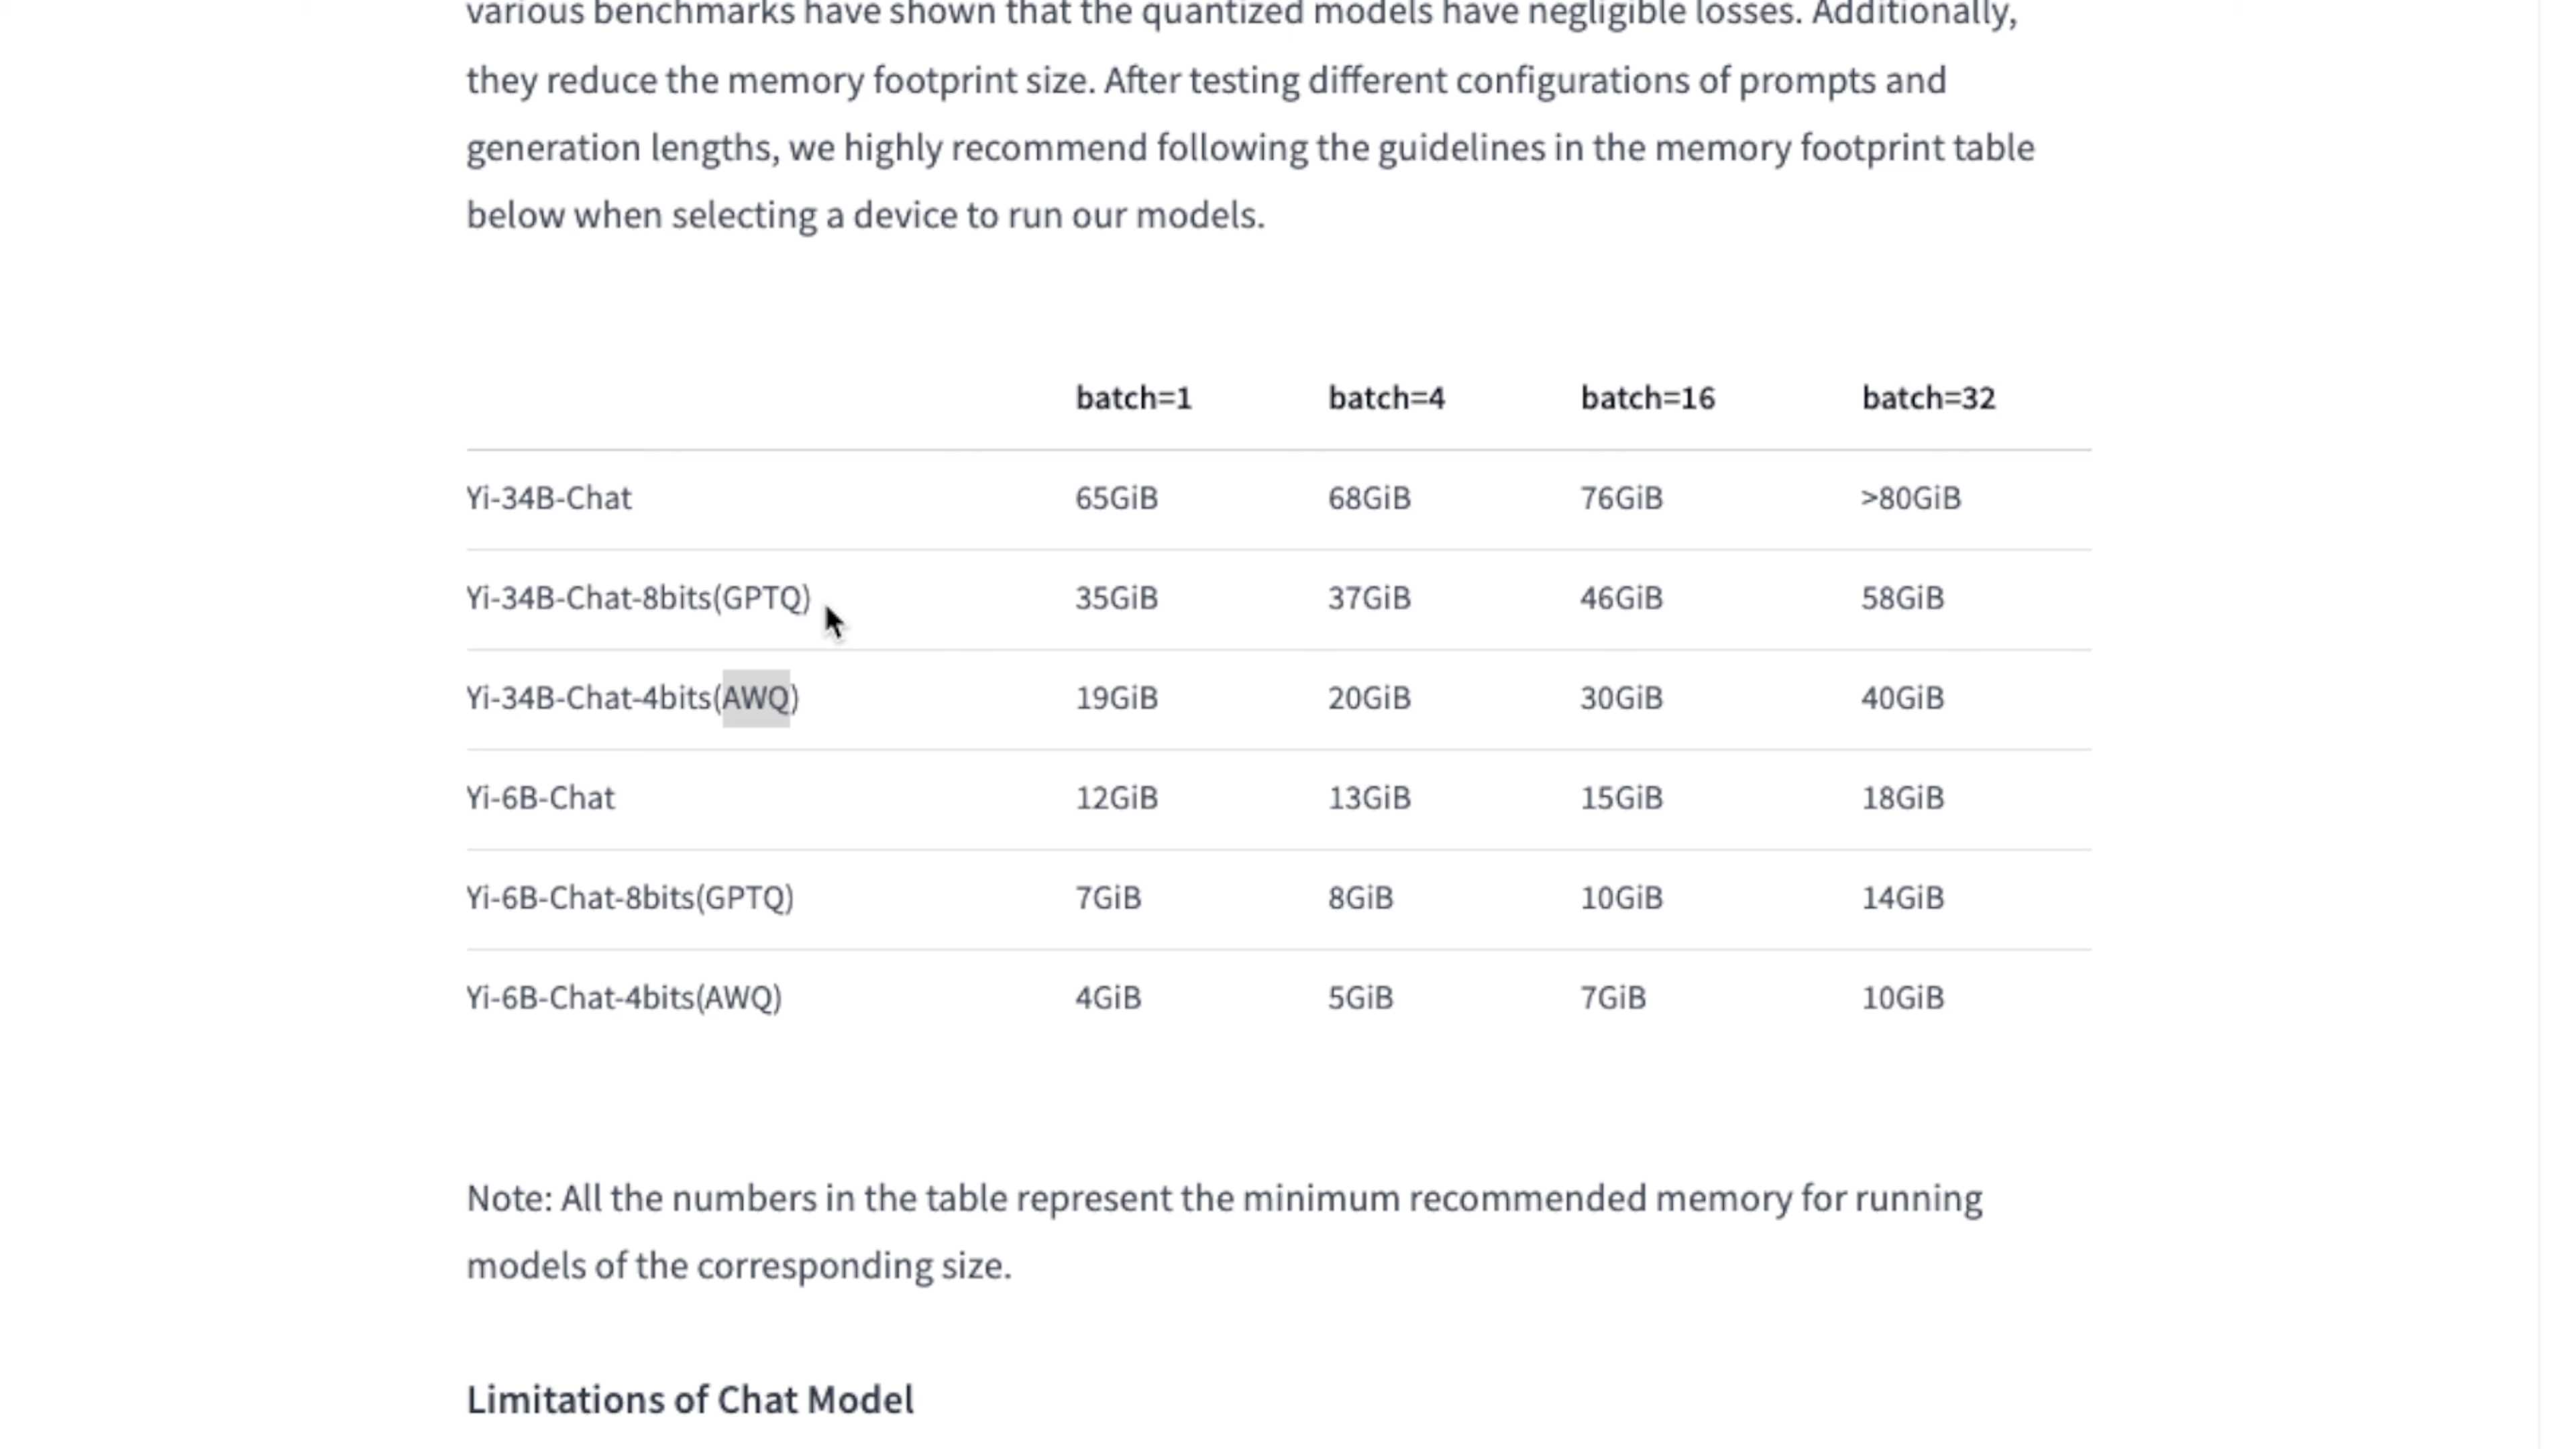 various benchmarks have shown that the quantized models have negligible losses. Additionally,
they reduce the memory footprint size. After testing different configurations of prompts and
generation lengths, we highly recommend following the guidelines in the memory footprint table
below when selecting a device to run our models.
batch=1 batch=4 batch=16 batch=32
Yi-34B-Chat 65GiB 68GiB 76GiB >80GiB
Yi-34B-Chat-8bits(GPTQ) 35GiB 37GiB 46GiB 58GiB
Yi-34B-Chat-4bits(AWQ) 19GiB 20GiB 30GiB 40GiB
Yi-6B-Chat 12GiB 13GiB 15GiB 18GiB
Yi-6B-Chat-8bits(GPTQ) 7GiB 8GiB 10GiB 14GiB
Yi-6B-Chat-4bits(AWQ) 4GiB 5GiB 7GiB 10GiB
Note: All the numbers in the table represent the minimum recommended memory for running
models of the corresponding size.
Limitations of Chat Model